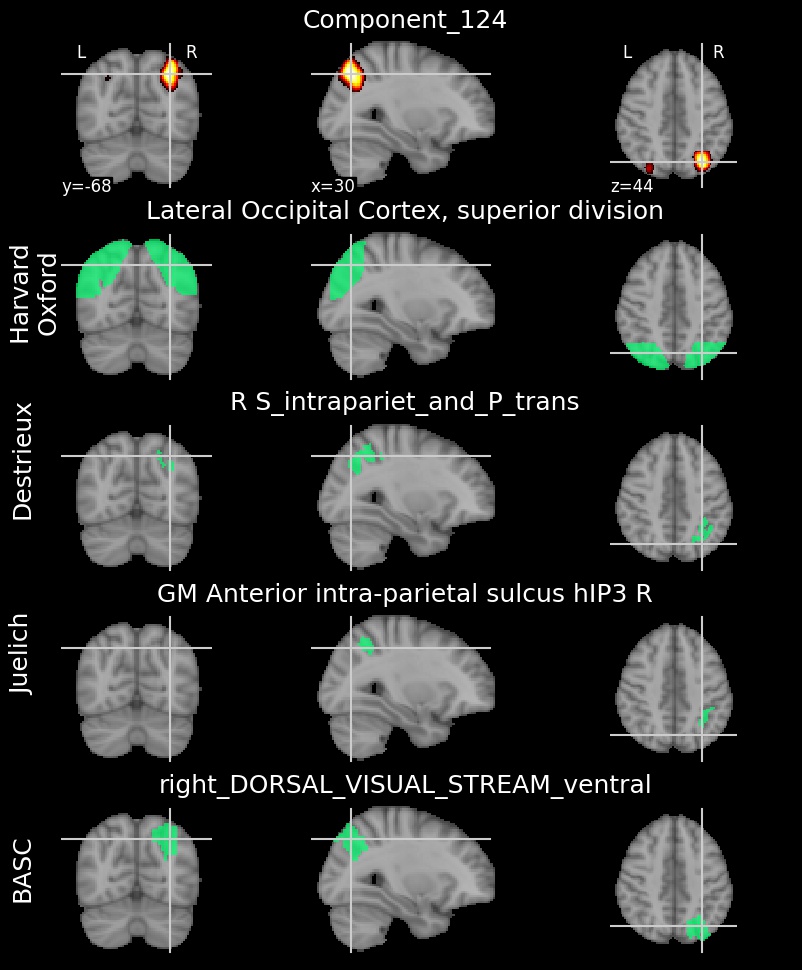 Component_124
L R
L R
y=-68
x=30
z=44
Lateral Occipital Cortex, superior division
Harvard
Oxford
R S_intrapariet_and_P_trans
Destrieux
GM Anterior intra-parietal sulcus hIP3 R
Juelich
right_DORSAL_VISUAL_STREAM_ventral
BASC